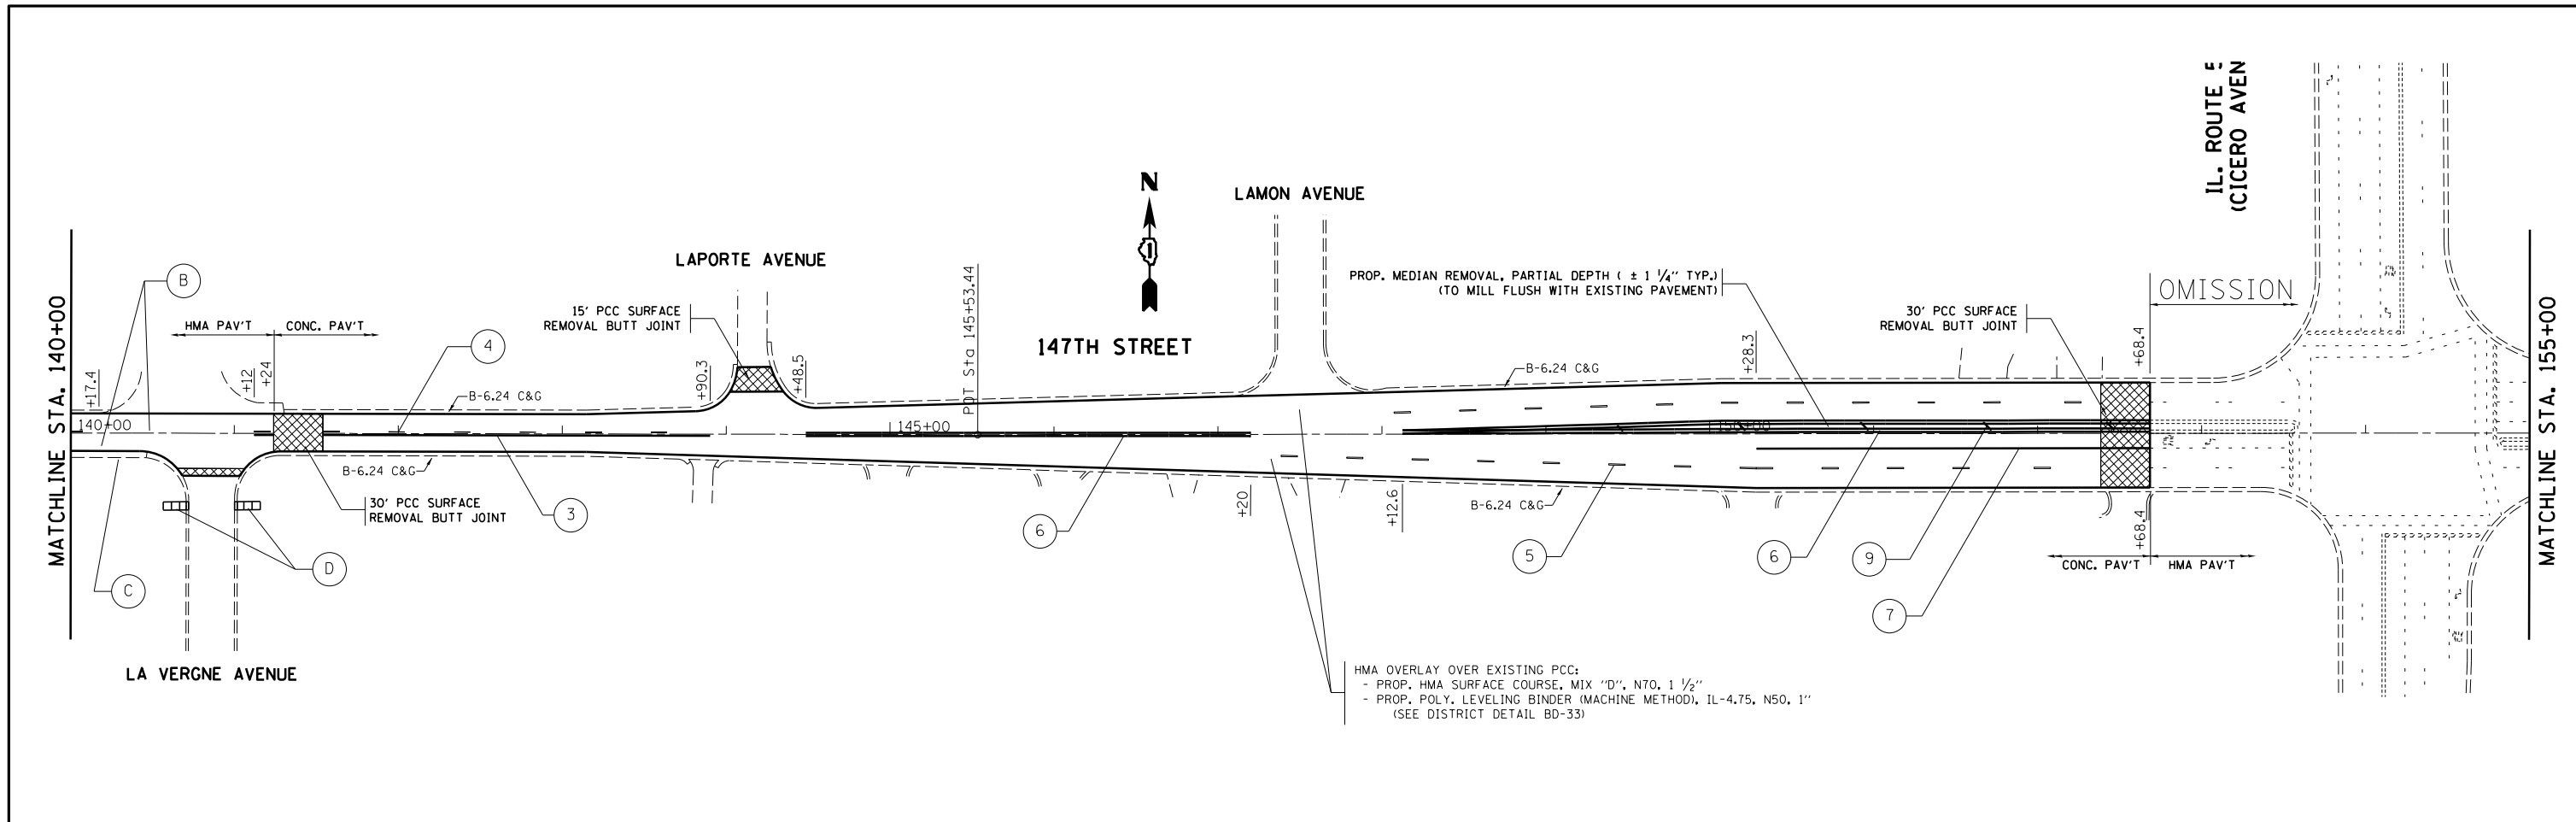 IL. ROUTE 5
(CICERO AVEN
N
LAMON AVENUE
LAPORTE AVENUE
PROP. MEDIAN REMOVAL, PARTIAL DEPTH ( ± 1 1/4" TYP.)
(TO MILL FLUSH WITH EXISTING PAVEMENT)
B
MATCHLINE STA. 140+00
15' PCC SURFACE
REMOVAL BUTT JOINT
POT Sta 145+53.44
OMISSION
30' PCC SURFACE
REMOVAL BUTT JOINT
MATCHLINE STA. 155+00
HMA PAV'T
CONC. PAV'T
4
147TH STREET
+17.4
+12
+24
+90.3
+48.5
+28.3
+68.4
B-6.24 C&G
B-6.24 C&G
140+00
145+00
150+00
B-6.24 C&G
B-6.24 C&G
30' PCC SURFACE
REMOVAL BUTT JOINT
3
6
+20
+12.6
5
6
9
+68.4
CONC. PAV'T
HMA PAV'T
D
C
7
LA VERGNE AVENUE
HMA OVERLAY OVER EXISTING PCC:
- PROP. HMA SURFACE COURSE, MIX "D", N70, 1 1/2"
- PROP. POLY. LEVELING BINDER (MACHINE METHOD), IL-4.75, N50, 1"
(SEE DISTRICT DETAIL BD-33)